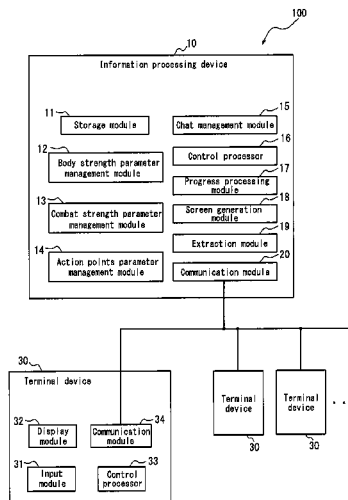 100
10
Information processing device
11
Storage module
12
Body strength parameter
management module
13
Combat strength parameter
management module
14
Action points parameter
management module
15
Chat management module
16
Control processor
17
Progress processing
module
18
Screen generation
module
19
Extraction module
20
Communication module
30
Terminal device
32
Display
module
34
Communication
module
31
Input module
33
Control
processor
Terminal
device
30
Terminal
device
30
...